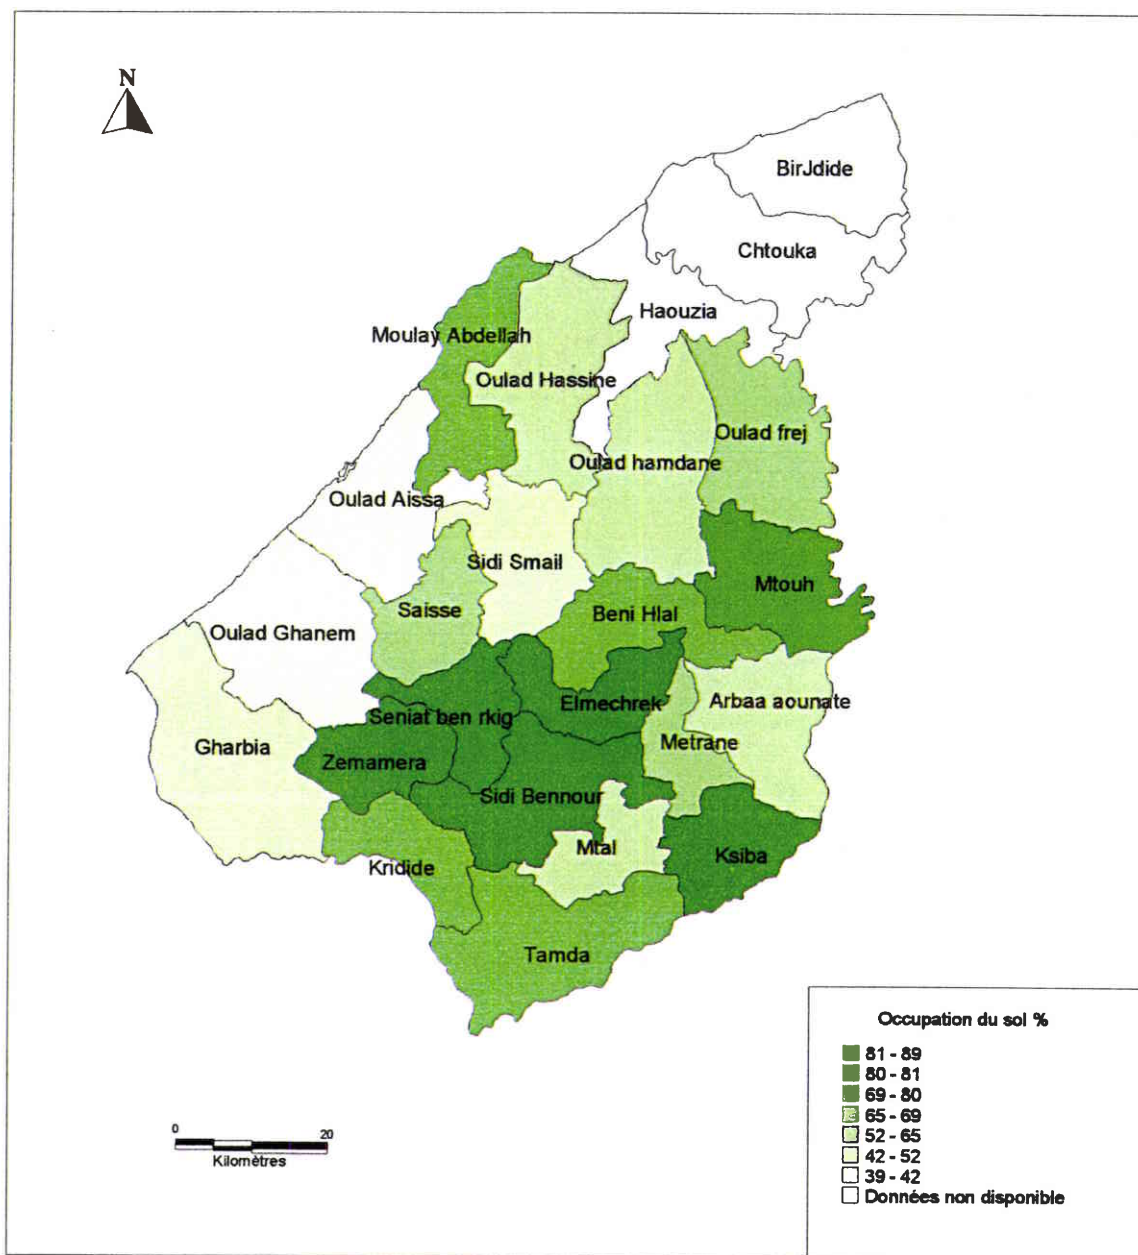 N
BirJdide
Chtouka
Haouzia
Moulay Abdellah
Oulad Hassine
Oulad frej
Oulad hamdane
Oulad Aissa
Sidi Smail
Mtouh
Saisse
Beni Hlal
Oulad Ghanem
Elmechrek
Arbaa aounate
Seniat ben rkig
Metrane
Gharbia
Zemamera
Sidi Bennour
Mtal
Ksiba
Kridide
Tamda
Occupation du sol %
81 - 89
80 - 81
69 - 80
65 - 69
52 - 65
42 - 52
39 - 42
Données non disponible
0 20
Kilomètres